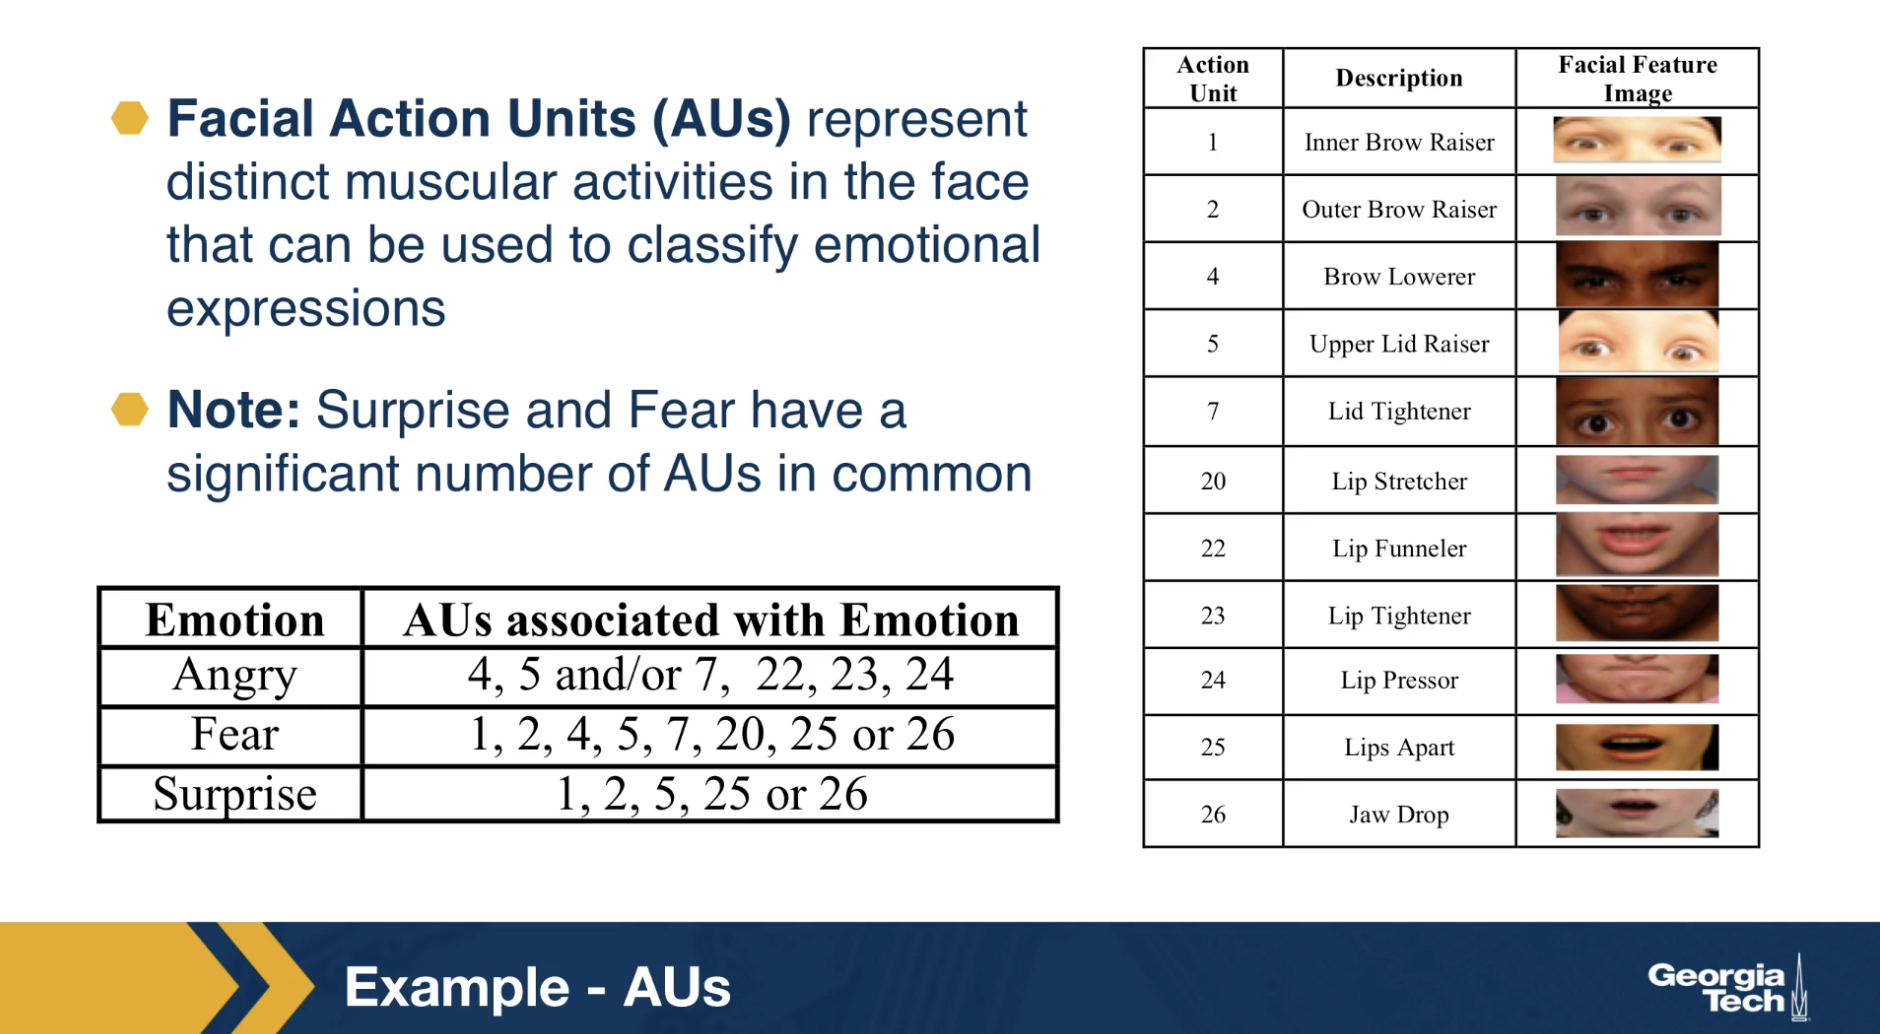 Facial Action Units (AUs) represent
distinct muscular activities in the face
that can be used to classify emotional
expressions
Note: Surprise and Fear have a
significant number of AUs in common
Emotion AUs associated with Emotion
Angry 4, 5 and/or 7, 22, 23, 24
Fear 1, 2, 4, 5, 7, 20, 25 or 26
Surprise 1, 2, 5, 25 or 26
Action Unit Description Facial Feature Image
1 Inner Brow Raiser
2 Outer Brow Raiser
4 Brow Lowerer
5 Upper Lid Raiser
7 Lid Tightener
20 Lip Stretcher
22 Lip Funneler
23 Lip Tightener
24 Lip Pressor
25 Lips Apart
26 Jaw Drop
Example - AUs
Georgia
Tech